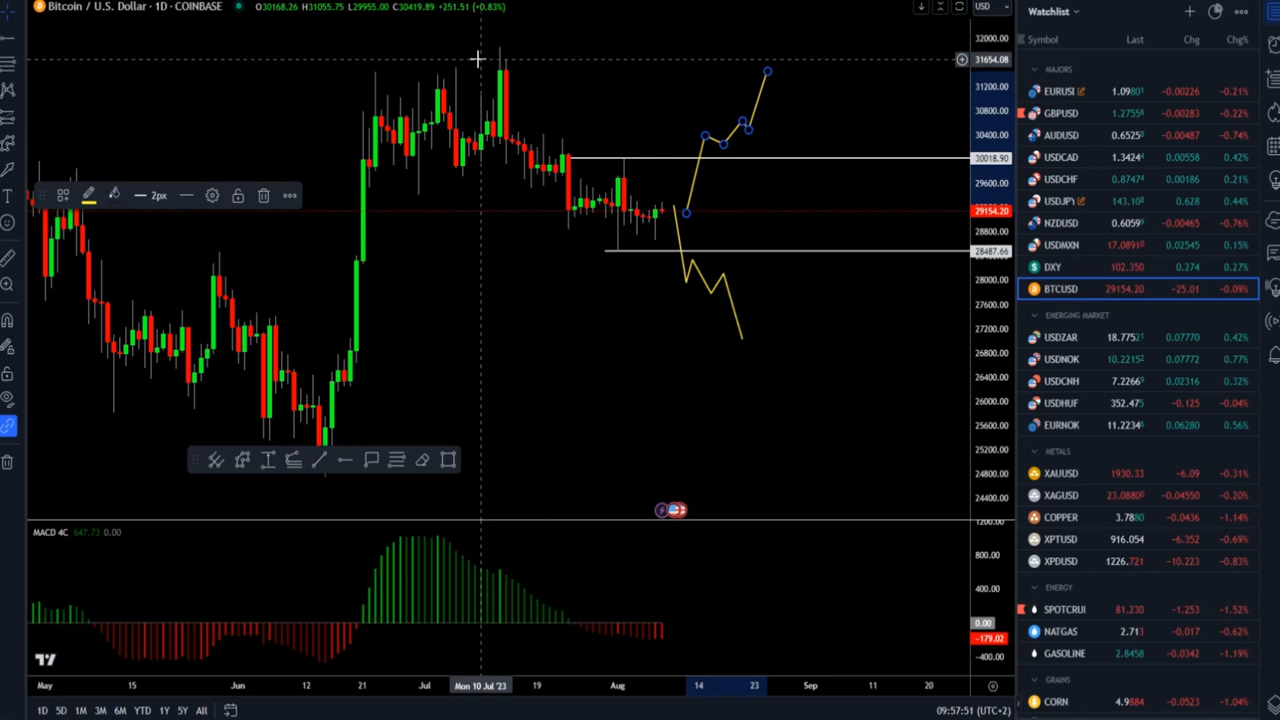 Bitcoin / U.S. Dollar · 1D · COINBASE O30168.26 H31055.75 L29955.00 C30419.89 +251.51 (+0.83%)
USD
32000.00
31654.08
31200.00
30800.00
30400.00
30018.90
29600.00
29154.20
28800.00
28487.66
28000.00
27600.00
27200.00
26800.00
26400.00
26000.00
25600.00
25200.00
24800.00
24400.00
2px
MACD 4C 647.73 0.00
1200.00
800.00
400.00
0.00
−179.02
−400.00
May 15 Jun 12 21 Jul Mon 10 Jul '23 19 Aug 14 23 Sep 11 20
1D 5D 1M 3M 6M YTD 1Y 5Y All
09:57:51 (UTC+2)
Watchlist
Symbol Last Chg Chg%
MAJORS
EURUSI 1.09801 −0.00226 −0.21%
GBPUSD 1.27556 −0.00283 −0.22%
AUDUSD 0.65253 −0.00487 −0.74%
USDCAD 1.34244 0.00558 0.42%
USDCHF 0.87474 0.00186 0.21%
USDJPY 143.108 0.628 0.44%
NZDUSD 0.60599 −0.00465 −0.76%
USDMXN 17.08910 0.02545 0.15%
DXY 102.350 0.274 0.27%
BTCUSD 29154.20 −25.01 −0.09%
EMERGING MARKET
USDZAR 18.77521 0.07770 0.42%
USDNOK 10.22152 0.07772 0.77%
USDCNH 7.22669 0.02316 0.32%
USDHUF 352.475 −0.125 −0.04%
EURNOK 11.22346 0.06280 0.56%
METALS
XAUUSD 1930.33 −6.09 −0.31%
XAGUSD 23.0880 −0.04550 −0.20%
COPPER 3.7880 −0.0436 −1.14%
XPTUSD 916.054 −6.352 −0.69%
XPDUSD 1226.721 −10.223 −0.83%
ENERGY
SPOTCRUI 81.230 −1.253 −1.52%
NATGAS 2.713 −0.017 −0.62%
GASOLINE 2.8458 −0.0342 −1.19%
GRAINS
CORN 4.9884 −0.0523 −1.04%